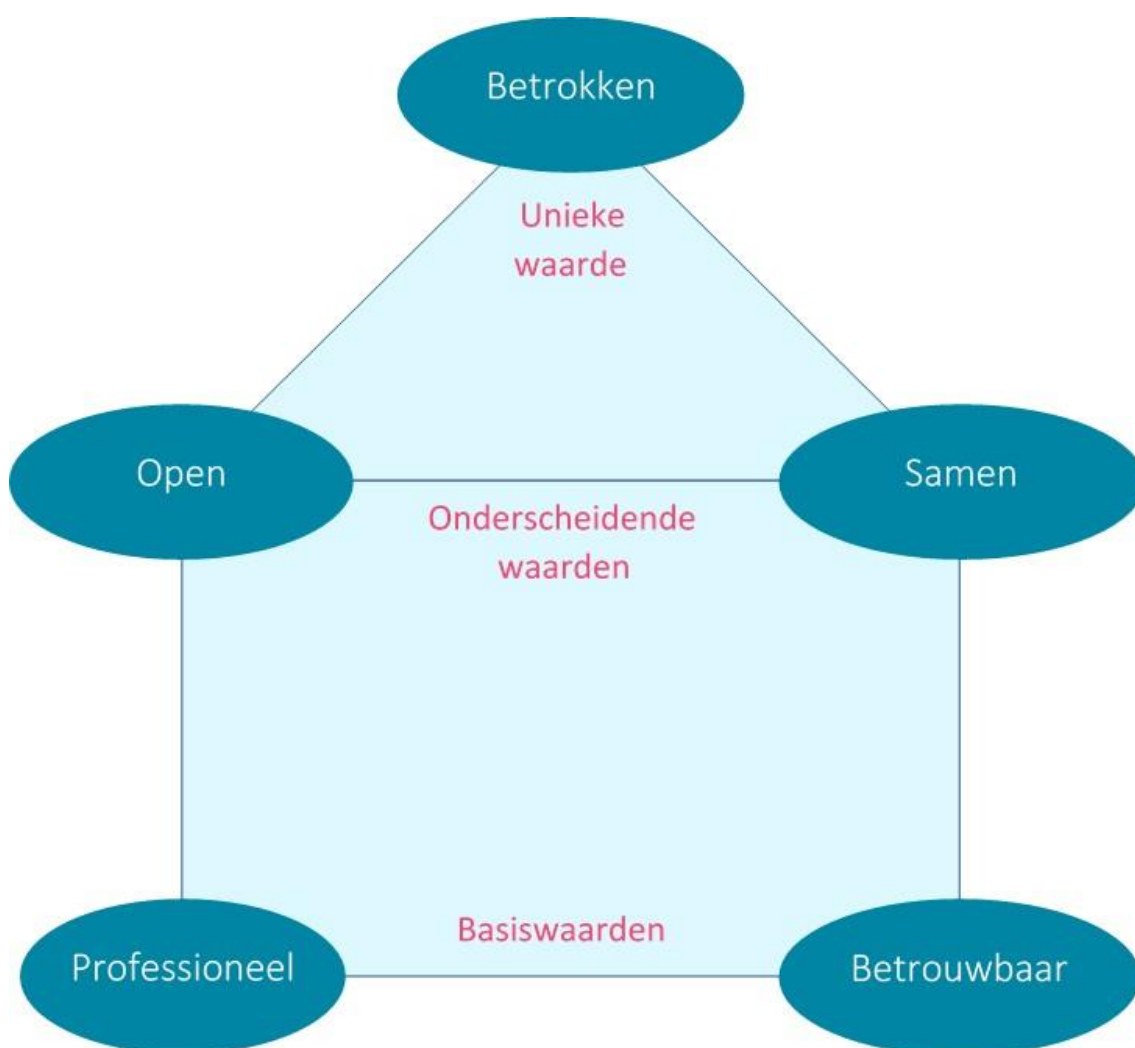 Betrokken
Unieke
waarde
Open
Samen
Onderscheidende
waarden
Basiswaarden
Professioneel
Betrouwbaar